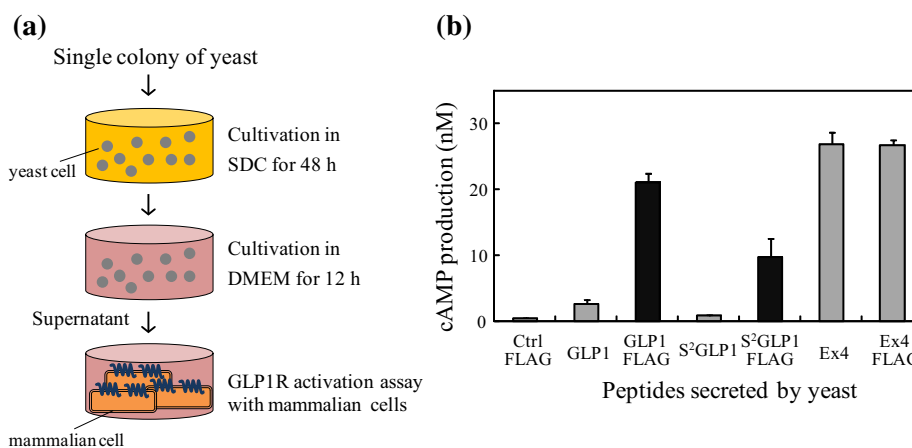 (a)
Single colony of yeast
yeast cell
Cultivation in
SDC for 48 h
Cultivation in
DMEM for 12 h
Supernatant
GLP1R activation assay
with mammalian cells
mammalian cell
(b)
cAMP production (nM)
30
20
10
0
Ctrl
FLAG
GLP1
GLP1
FLAG
S²GLP1
S²GLP1
FLAG
Ex4
Ex4
FLAG
Peptides secreted by yeast